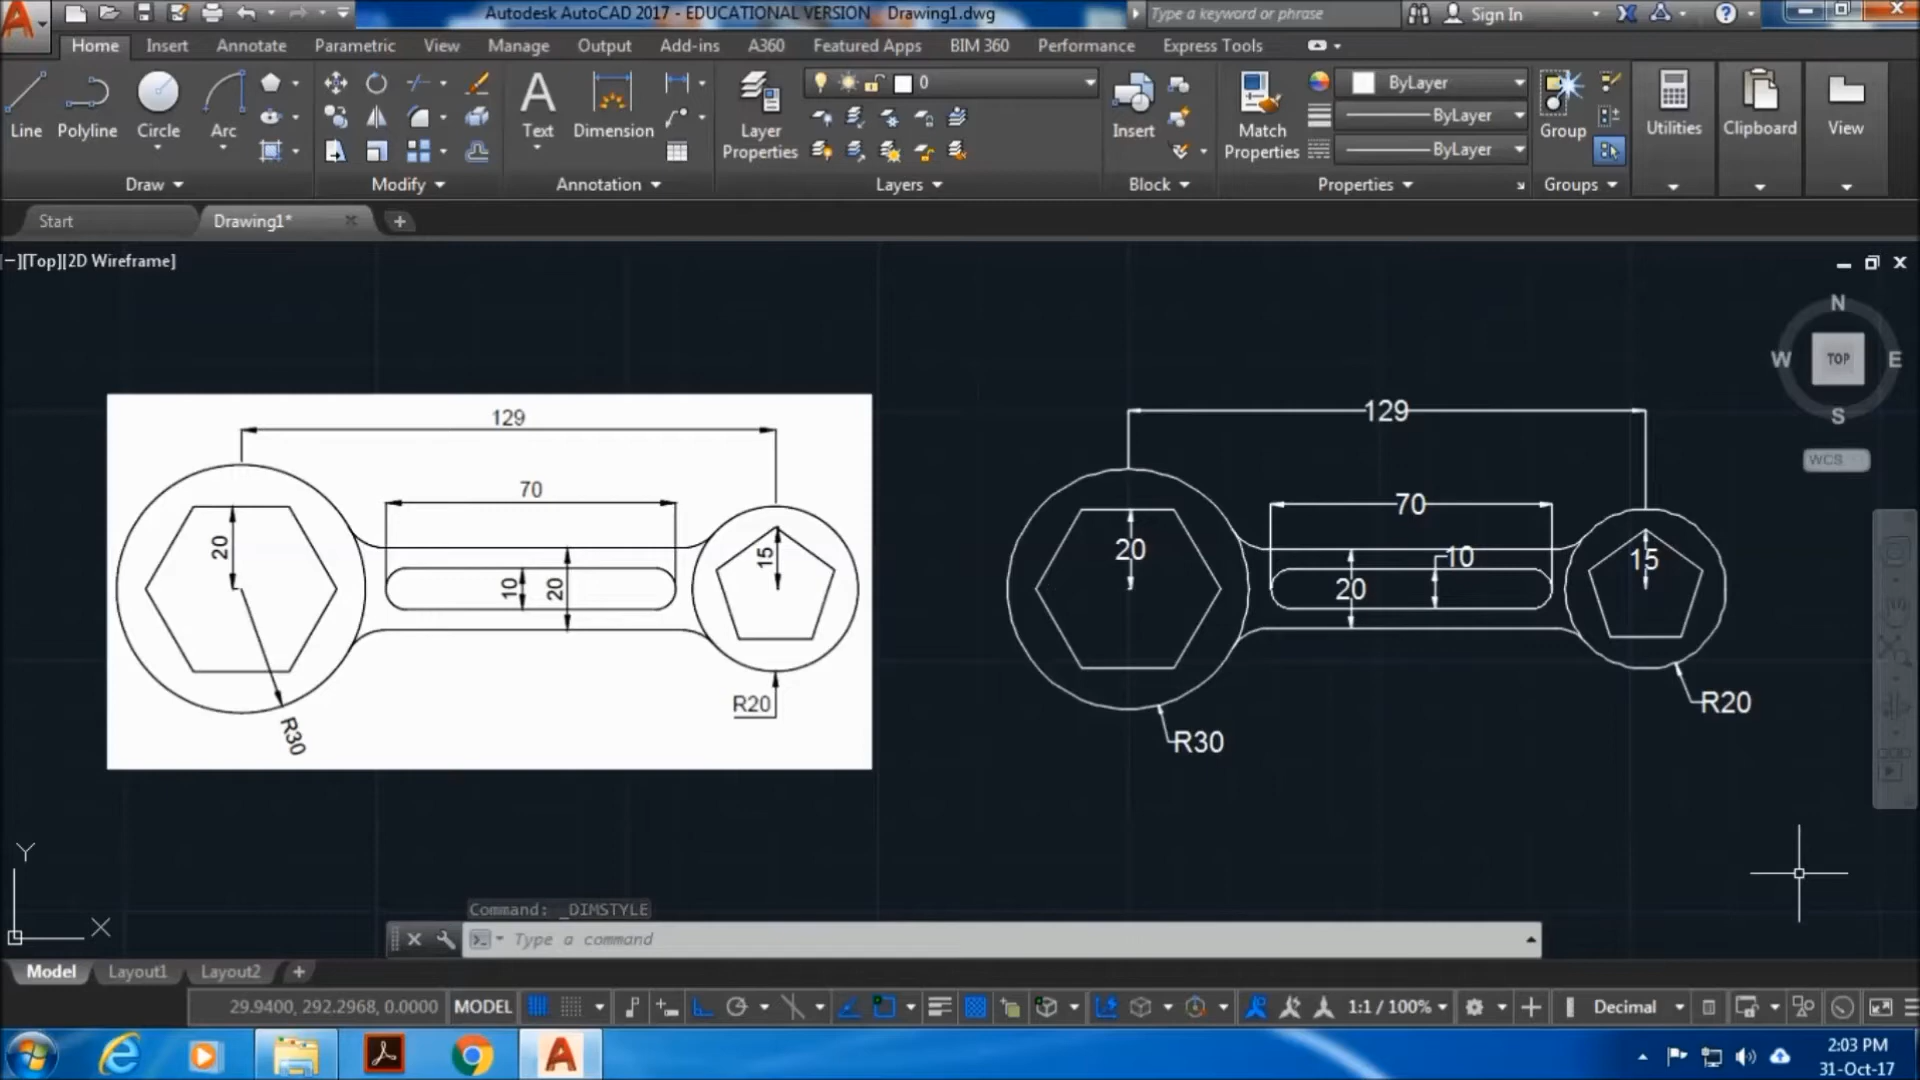 Autodesk AutoCAD 2017 - EDUCATIONAL VERSION Drawing1.dwg
Type a keyword or phrase
Sign In
Home Insert Annotate Parametric View Manage Output Add-ins A360 Featured Apps BIM 360 Performance Express Tools
Line Polyline Circle Arc
Text Dimension
Layer Properties
0
Insert
Match Properties
ByLayer
ByLayer
ByLayer
Group
Utilities Clipboard View
Draw Modify Annotation Layers Block Properties Groups
Start Drawing1*
[−][Top][2D Wireframe]
N
W TOP E
S
WCS
129
70
20
10
20
15
R30
R20
129
70
20
10
20
15
R30
R20
Y
X
Command: _DIMSTYLE
Type a command
Model Layout1 Layout2
29.9400, 292.2968, 0.0000 MODEL 1:1 / 100% Decimal
2:03 PM
31-Oct-17